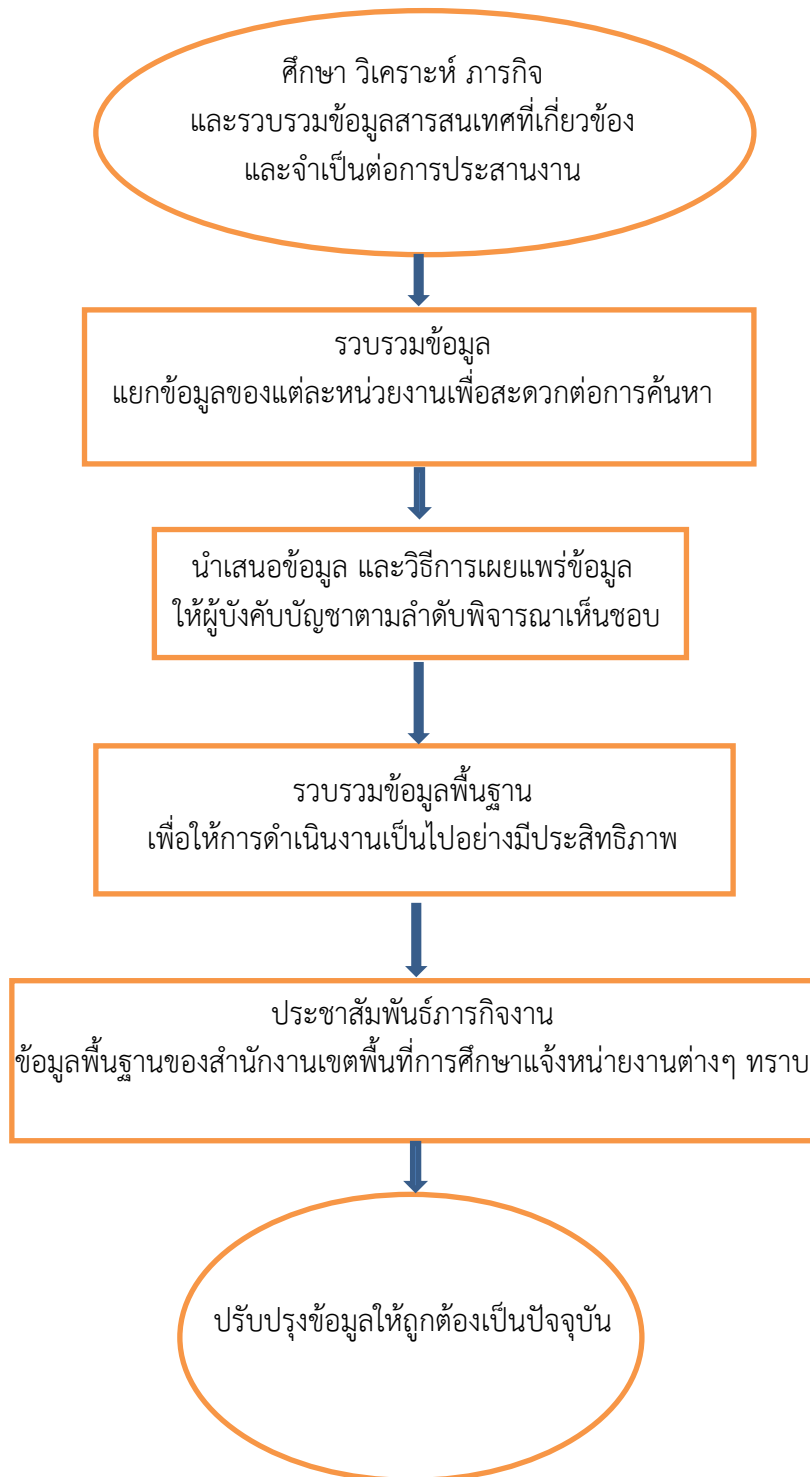 ศึกษา วิเคราะห์ ภารกิจ
และรวบรวมข้อมูลสารสนเทศที่เกี่ยวข้อง
และจำเป็นต่อการประสานงาน
รวบรวมข้อมูล
แยกข้อมูลของแต่ละหน่วยงานเพื่อสะดวกต่อการค้นหา
นำเสนอข้อมูล และวิธีการเผยแพร่ข้อมูล
ให้ผู้บังคับบัญชาตามลำดับพิจารณาเห็นชอบ
รวบรวมข้อมูลพื้นฐาน
เพื่อให้การดำเนินงานเป็นไปอย่างมีประสิทธิภาพ
ประชาสัมพันธ์ภารกิจงาน
ข้อมูลพื้นฐานของสำนักงานเขตพื้นที่การศึกษาแจ้งหน่ายงานต่างๆ ทราบ
ปรับปรุงข้อมูลให้ถูกต้องเป็นปัจจุบัน